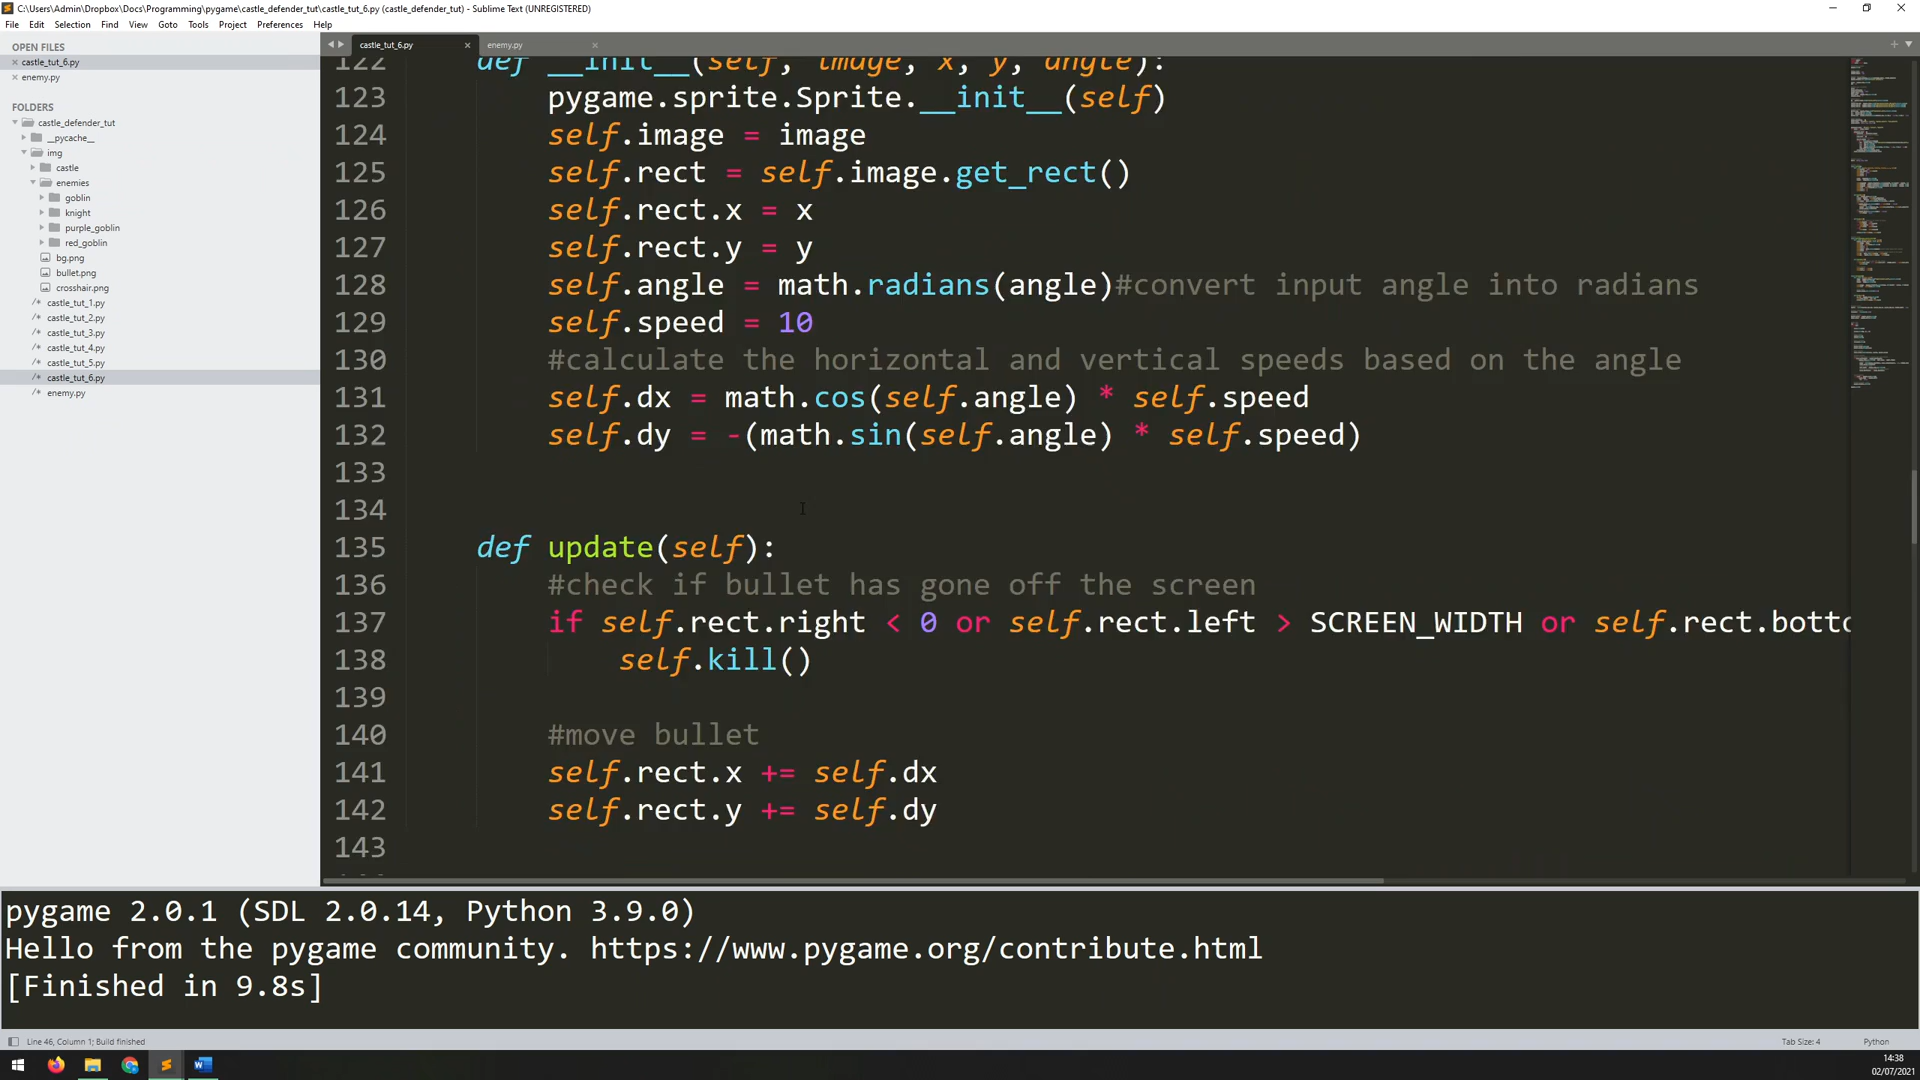 C:\Users\Admin\Dropbox\Docs\Programming\pygame\castle_defender_tut\castle_tut_6.py (castle_defender_tut) - Sublime Text (UNREGISTERED)
File Edit Selection Find View Goto Tools Project Preferences Help
OPEN FILES
castle_tut_6.py
enemy.py
FOLDERS
castle_defender_tut
__pycache__
img
castle
enemies
goblin
knight
purple_goblin
red_goblin
bg.png
bullet.png
crosshair.png
castle_tut_1.py
castle_tut_2.py
castle_tut_3.py
castle_tut_4.py
castle_tut_5.py
castle_tut_6.py
enemy.py
castle_tut_6.py enemy.py
122 def __init__(self, image, x, y, angle):
123 pygame.sprite.Sprite.__init__(self)
124 self.image = image
125 self.rect = self.image.get_rect()
126 self.rect.x = x
127 self.rect.y = y
128 self.angle = math.radians(angle)#convert input angle into radians
129 self.speed = 10
130 #calculate the horizontal and vertical speeds based on the angle
131 self.dx = math.cos(self.angle) * self.speed
132 self.dy = -(math.sin(self.angle) * self.speed)
133
134
135 def update(self):
136 #check if bullet has gone off the screen
137 if self.rect.right < 0 or self.rect.left > SCREEN_WIDTH or self.rect.botto
138 self.kill()
139
140 #move bullet
141 self.rect.x += self.dx
142 self.rect.y += self.dy
143
pygame 2.0.1 (SDL 2.0.14, Python 3.9.0)
Hello from the pygame community. https://www.pygame.org/contribute.html
[Finished in 9.8s]
Line 46, Column 1; Build finished
Tab Size: 4
Python
14:38
02/07/2021